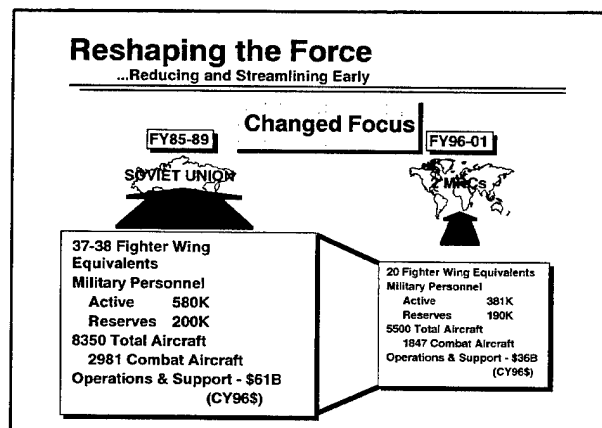 Reshaping the Force
...Reducing and Streamlining Early
Changed Focus
FY85-89
SOVIET UNION
37-38 Fighter Wing
Equivalents
Military Personnel
Active 580K
Reserves 200K
8350 Total Aircraft
2981 Combat Aircraft
Operations & Support - $61B
(CY96$)
FY96-01
2 MRCs
20 Fighter Wing Equivalents
Military Personnel
Active 381K
Reserves 190K
5500 Total Aircraft
1847 Combat Aircraft
Operations & Support - $36B
(CY96$)